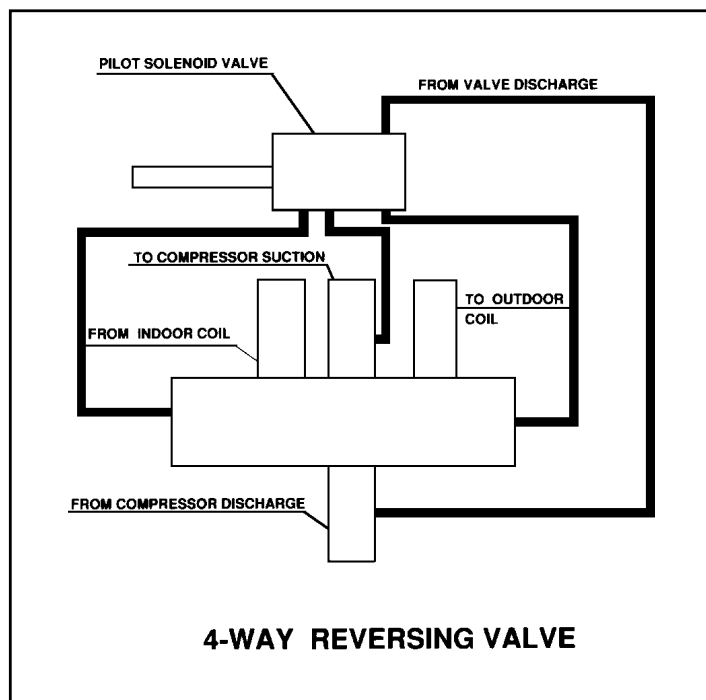 PILOT SOLENOID VALVE
FROM VALVE DISCHARGE
TO COMPRESSOR SUCTION
TO OUTDOOR
COIL
FROM INDOOR COIL
FROM COMPRESSOR DISCHARGE
4-WAY REVERSING VALVE